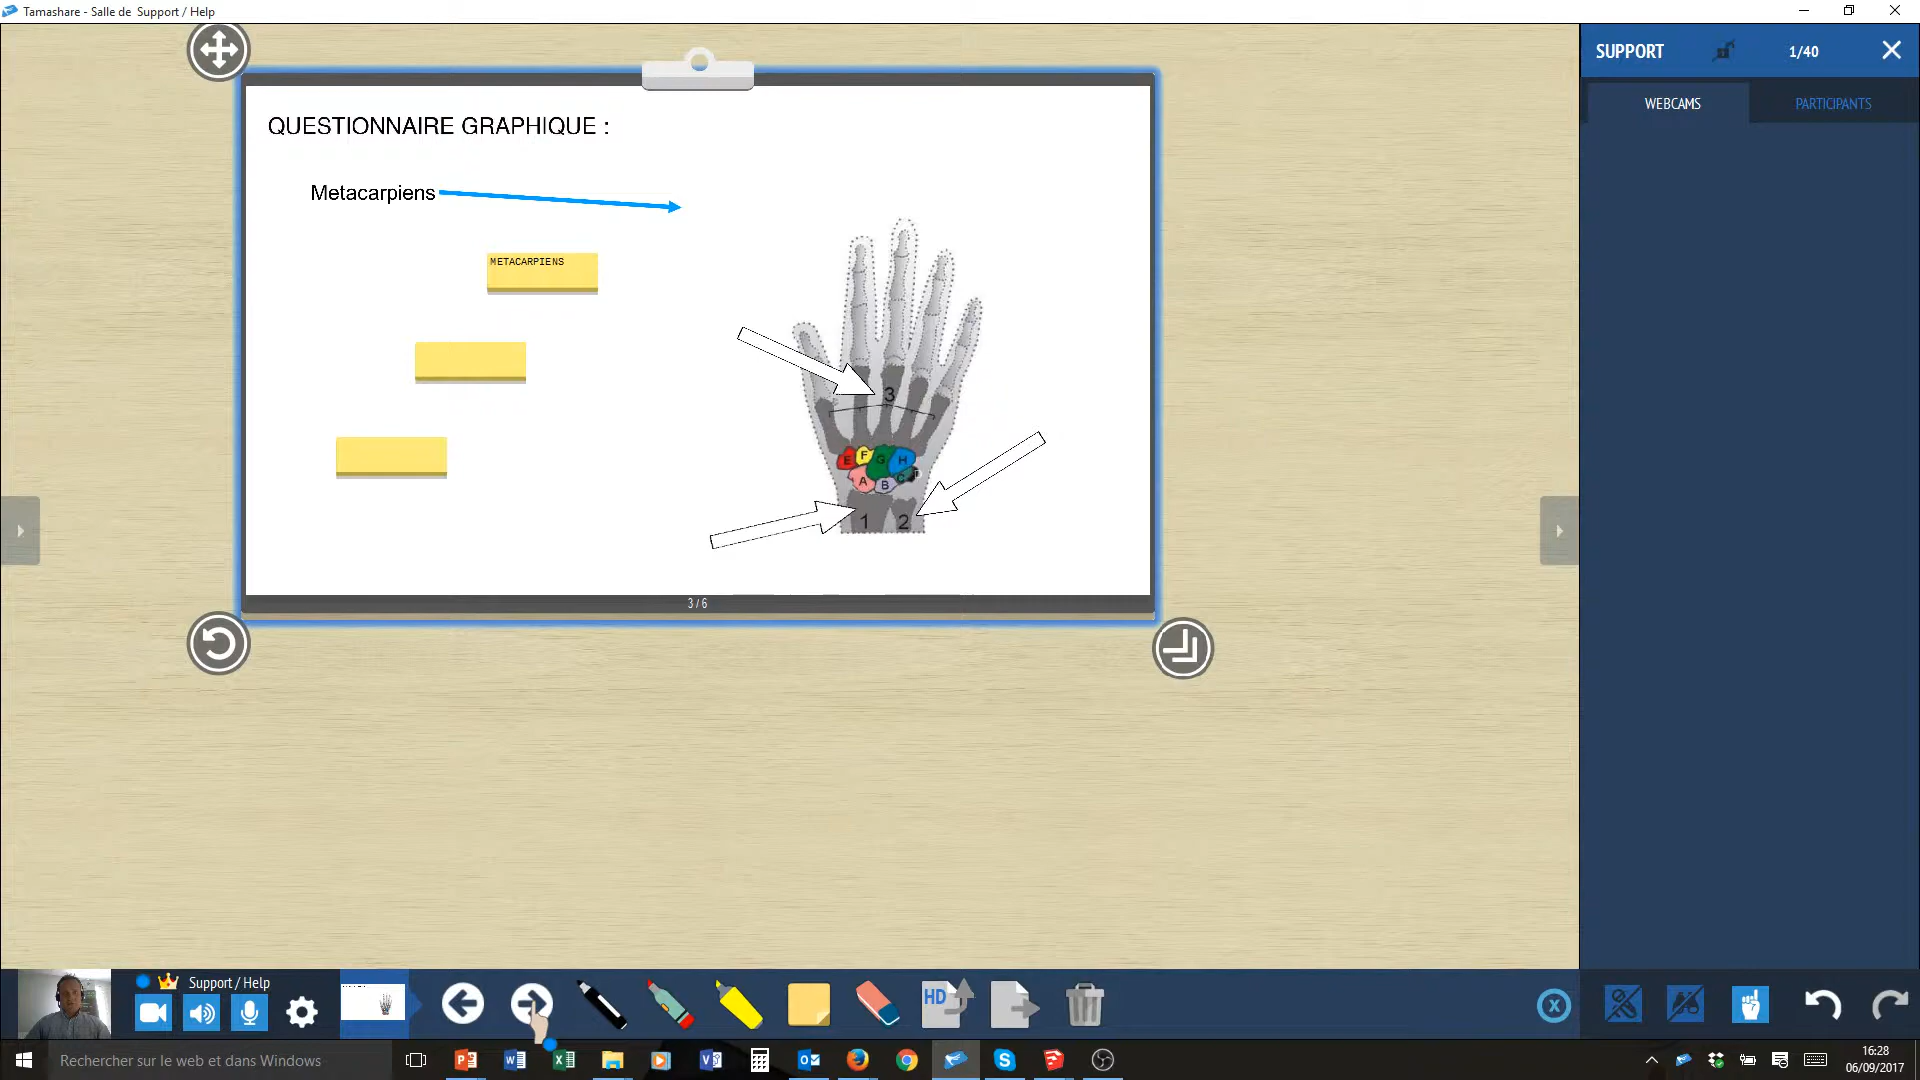 Tamashare - Salle de Support / Help
SUPPORT
1/40
WEBCAMS
PARTICIPANTS
QUESTIONNAIRE GRAPHIQUE :
Metacarpiens
METACARPIENS
3
E
F
G
H
A
B
C
1
2
3 / 6
Support / Help
HD
Rechercher sur le web et dans Windows
16:28
06/09/2017